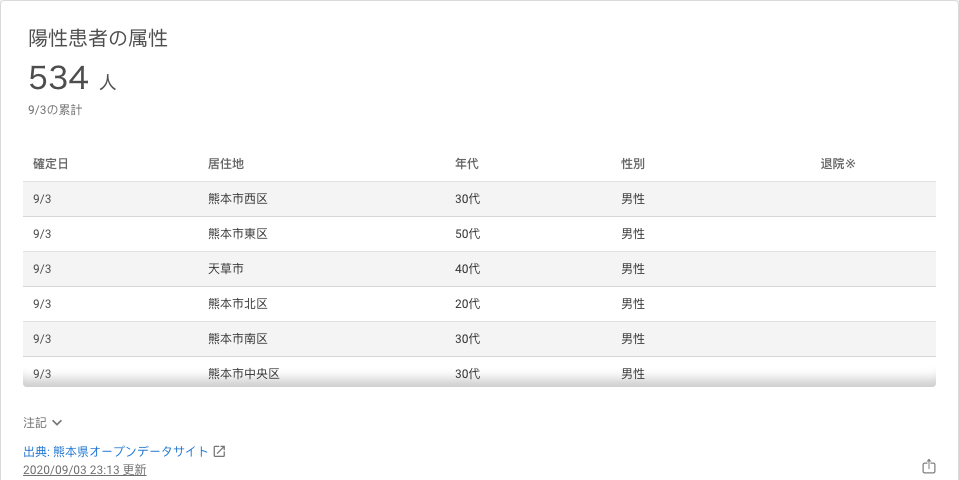 陽性患者の属性
534 人
9/3の累計
確定日 居住地 年代 性別 退院※
9/3 熊本市西区 30代 男性
9/3 熊本市東区 50代 男性
9/3 天草市 40代 男性
9/3 熊本市北区 20代 男性
9/3 熊本市南区 30代 男性
9/3 熊本市中央区 30代 男性
注記
出典: 熊本県オープンデータサイト
2020/09/03 23:13 更新